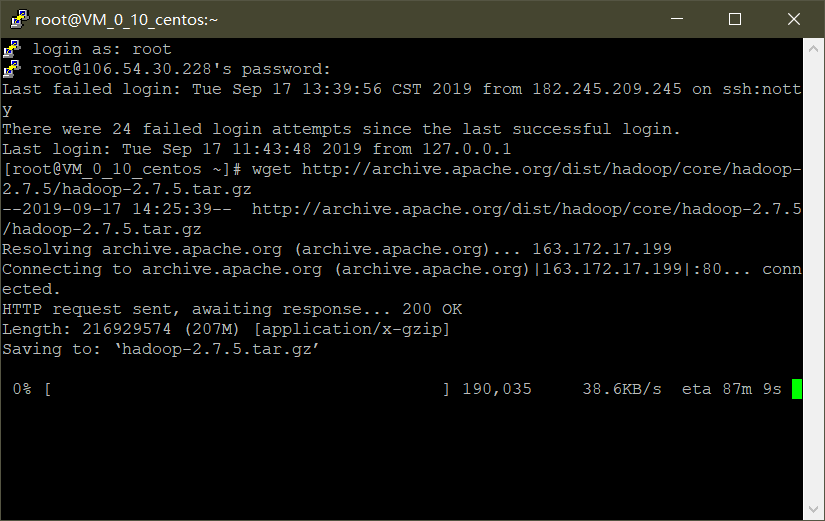 root@VM_0_10_centos:~
login as: root
root@106.54.30.228's password:
Last failed login: Tue Sep 17 13:39:56 CST 2019 from 182.245.209.245 on ssh:nott
y
There were 24 failed login attempts since the last successful login.
Last login: Tue Sep 17 11:43:48 2019 from 127.0.0.1
[root@VM_0_10_centos ~]# wget http://archive.apache.org/dist/hadoop/core/hadoop-
2.7.5/hadoop-2.7.5.tar.gz
--2019-09-17 14:25:39--  http://archive.apache.org/dist/hadoop/core/hadoop-2.7.5
/hadoop-2.7.5.tar.gz
Resolving archive.apache.org (archive.apache.org)... 163.172.17.199
Connecting to archive.apache.org (archive.apache.org)|163.172.17.199|:80... conn
ected.
HTTP request sent, awaiting response... 200 OK
Length: 216929574 (207M) [application/x-gzip]
Saving to: ‘hadoop-2.7.5.tar.gz’
0% [                                       ] 190,035     38.6KB/s  eta 87m 9s